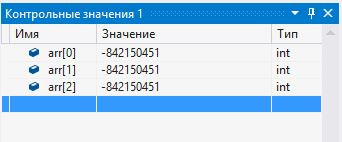 Контрольные значения 1
Имя Значение Тип
arr[0] -842150451 int
arr[1] -842150451 int
arr[2] -842150451 int